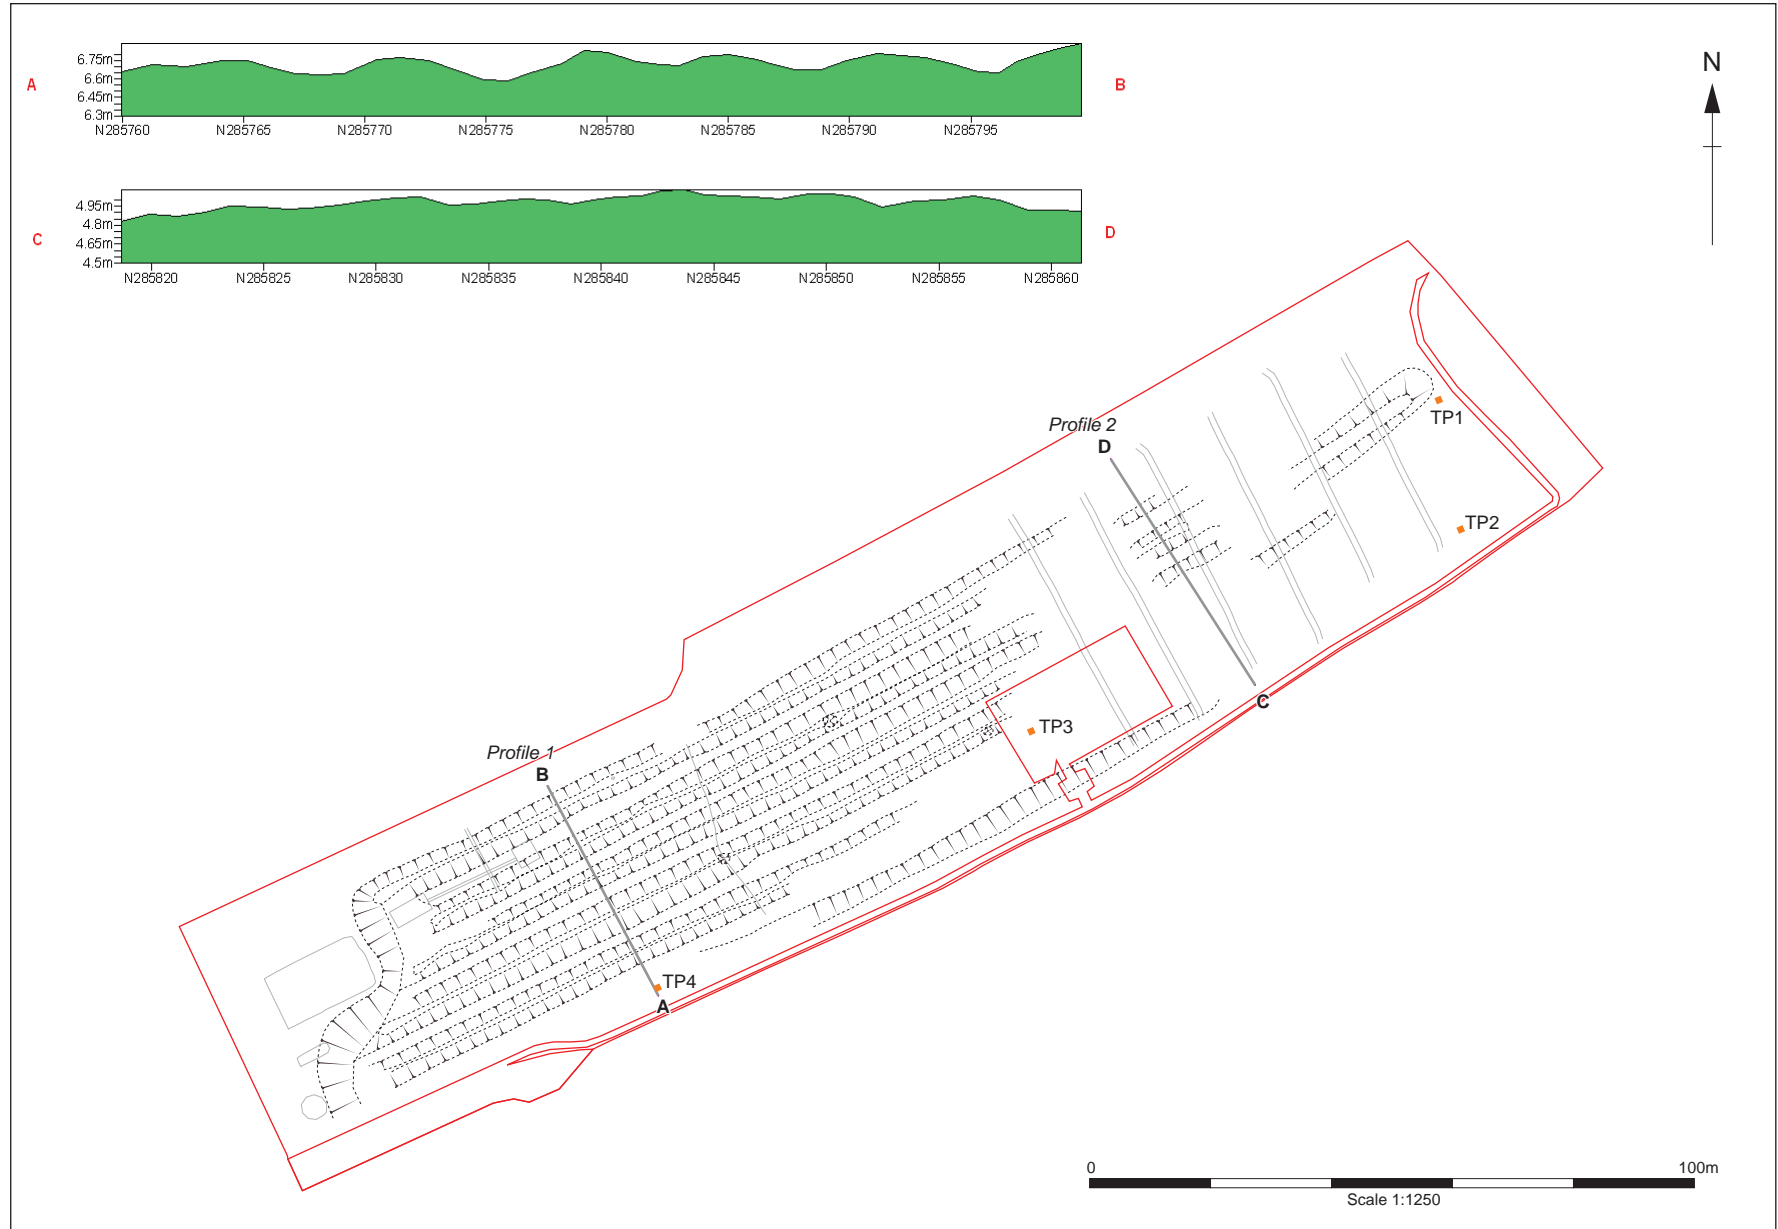 A
6.75m
6.6m
6.45m
6.3m
N285760 N285765 N285770 N285775 N285780 N285785 N285790 N285795
B
C
4.95m
4.8m
4.65m
4.5m
N285820 N285825 N285830 N285835 N285840 N285845 N285850 N285855 N285860
D
N
TP1
Profile 2
D
TP2
C
TP3
Profile 1
B
TP4
A
0 100m
Scale 1:1250